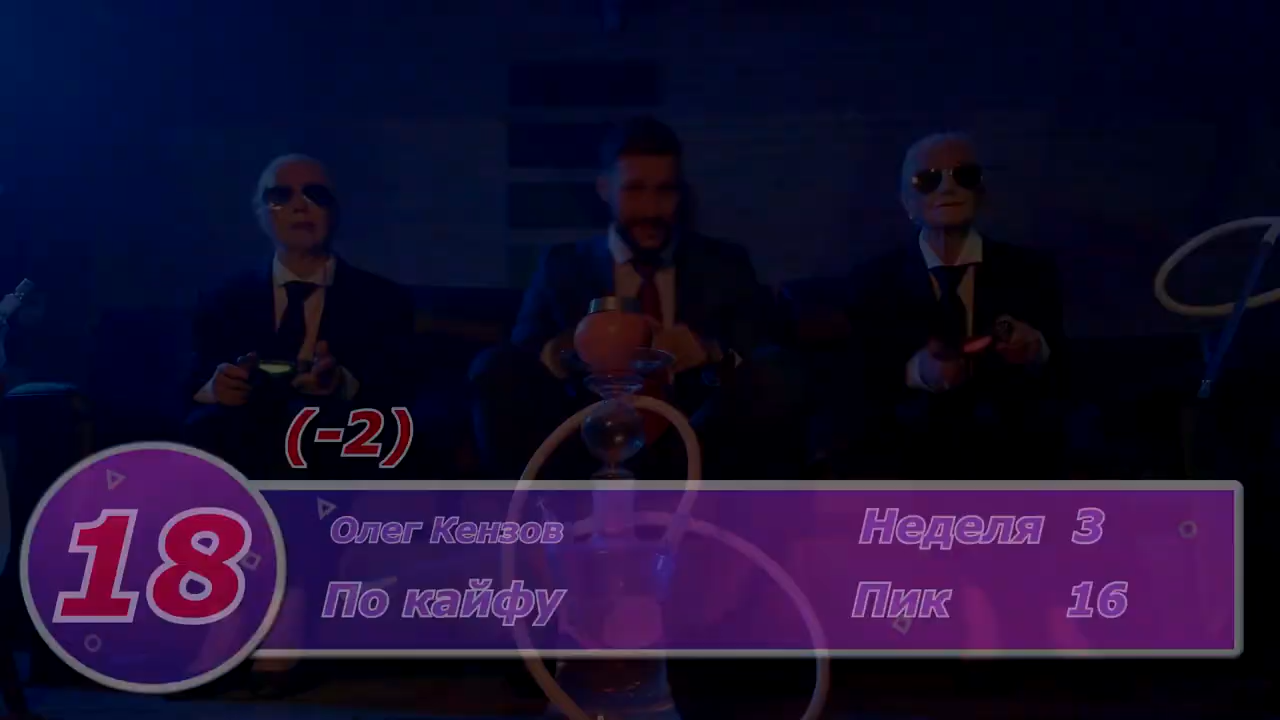 (-2)
18
Олег Кензов
Неделя 3
По кайфу
Пик 16